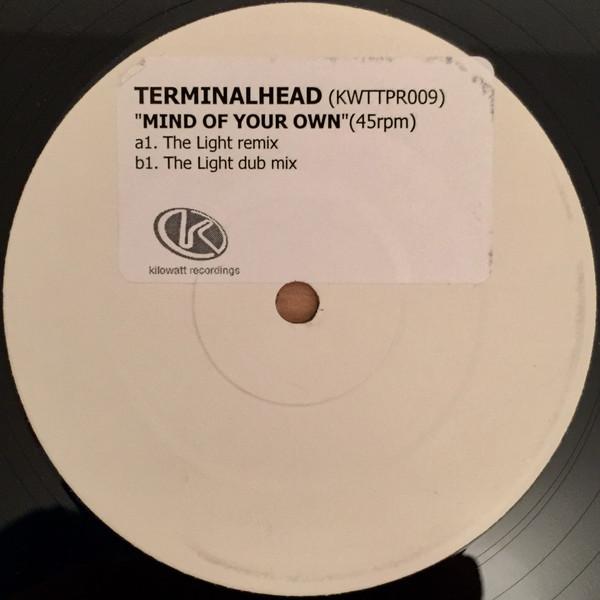 TERMINALHEAD (KWTTPR009)
"MIND OF YOUR OWN"(45rpm)
a1. The Light remix
b1. The Light dub mix
K
kilowatt recordings